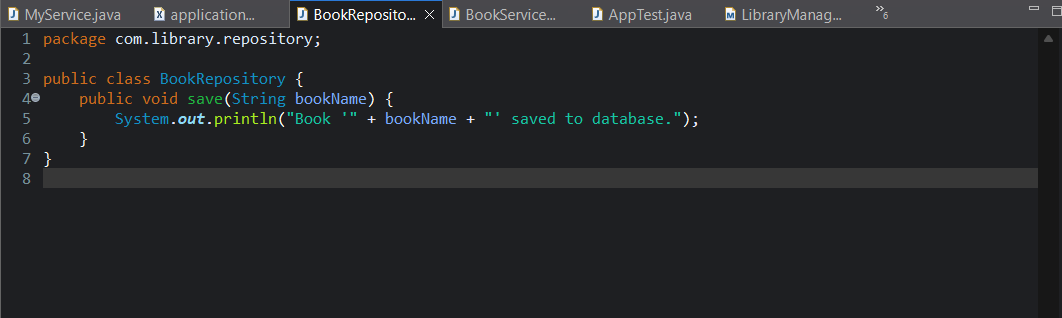 MyService.java application... BookReposito... BookService... AppTest.java LibraryManag... »6
1 package com.library.repository;
2
3 public class BookRepository {
4 public void save(String bookName) {
5 System.out.println("Book '" + bookName + "' saved to database.");
6 }
7 }
8